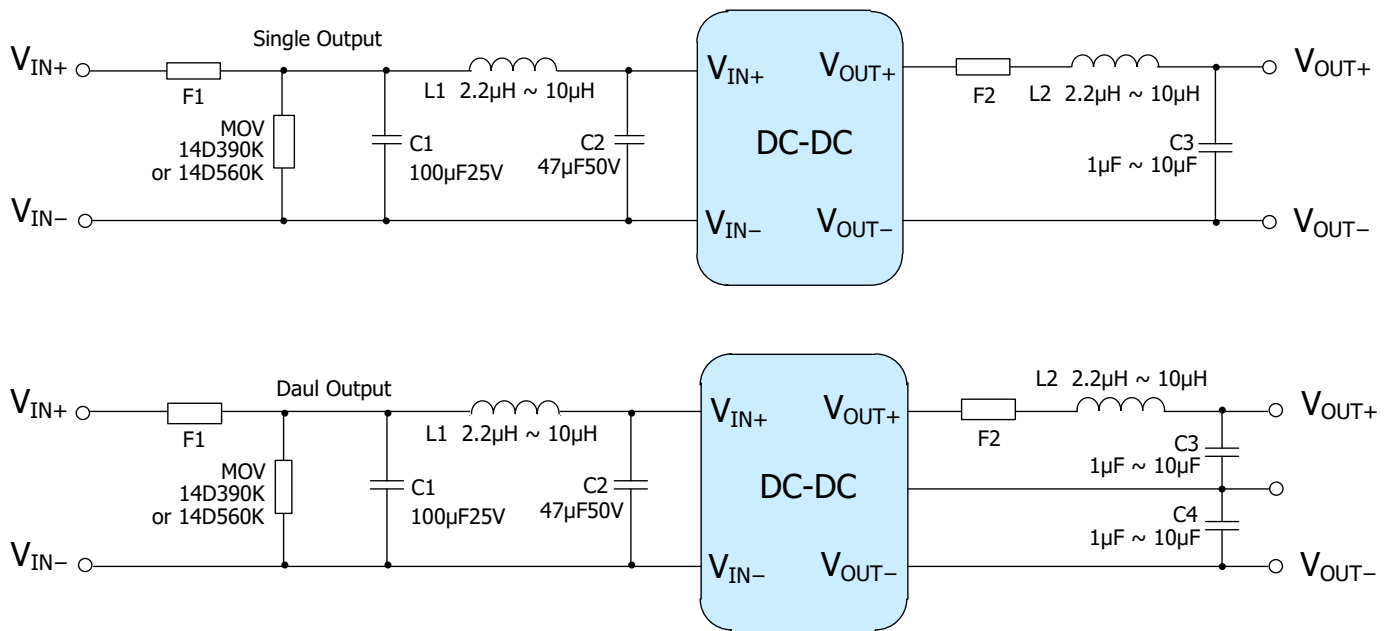 Single Output
VIN+
F1
MOV
14D390K
or 14D560K
C1
100µF25V
L1 2.2µH ~ 10µH
C2
47µF50V
VIN−
VIN+
VOUT+
DC-DC
VIN−
VOUT−
F2
L2 2.2µH ~ 10µH
C3
1µF ~ 10µF
VOUT+
VOUT−
Daul Output
VIN+
F1
MOV
14D390K
or 14D560K
C1
100µF25V
L1 2.2µH ~ 10µH
C2
47µF50V
VIN−
VIN+
VOUT+
DC-DC
VIN−
VOUT−
F2
L2 2.2µH ~ 10µH
C3
1µF ~ 10µF
C4
1µF ~ 10µF
VOUT+
VOUT−